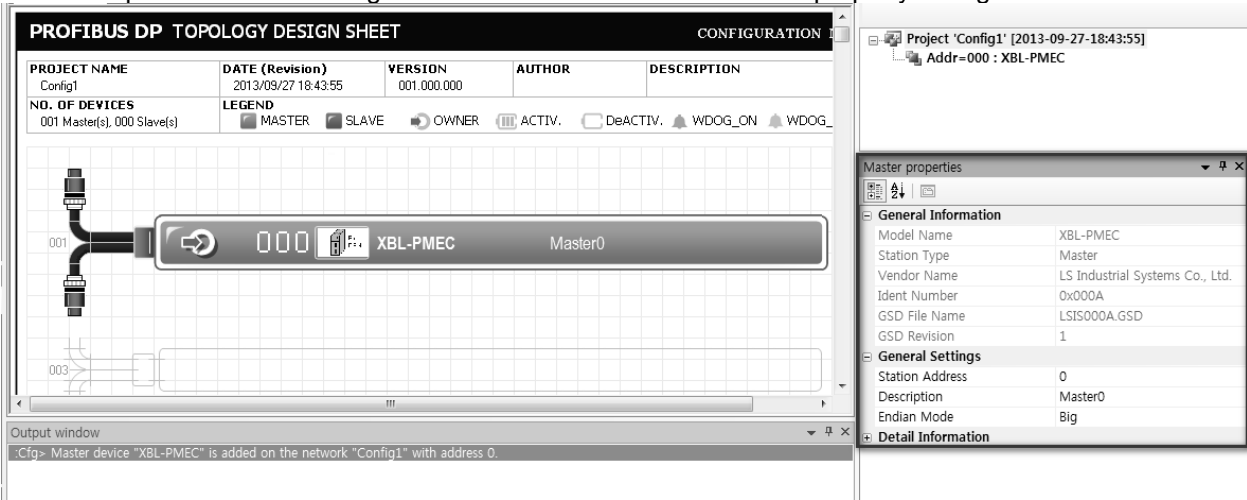 PROFIBUS DP TOPOLOGY DESIGN SHEET
CONFIGURATION
PROJECT NAME
Config1
DATE (Revision)
2013/09/27 18:43:55
VERSION
001.000.000
AUTHOR
DESCRIPTION
NO. OF DEVICES
001 Master(s), 000 Slave(s)
LEGEND
MASTER SLAVE OWNER ACTIV. DeACTIV. WDOG_ON WDOG_
001
000 XBL-PMEC Master0
003
Output window
:Cfg> Master device "XBL-PMEC" is added on the network "Config1" with address 0.
Project 'Config1' [2013-09-27-18:43:55]
Addr=000 : XBL-PMEC
Master properties
General Information
Model Name XBL-PMEC
Station Type Master
Vendor Name LS Industrial Systems Co., Ltd.
Ident Number 0x000A
GSD File Name LSIS000A.GSD
GSD Revision 1
General Settings
Station Address 0
Description Master0
Endian Mode Big
Detail Information